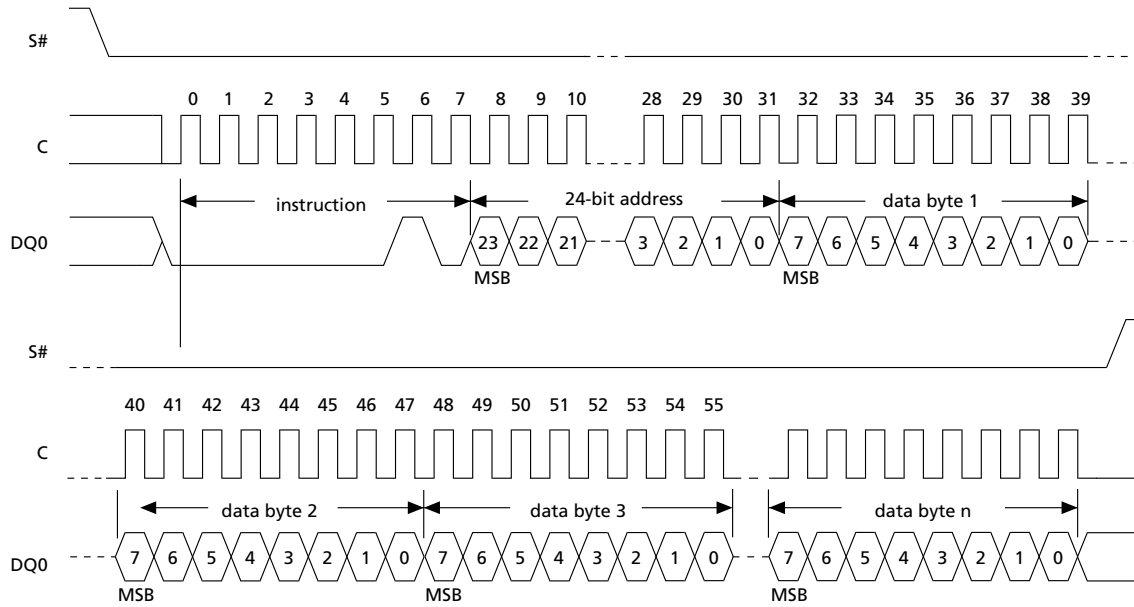 S#
0 1 2 3 4 5 6 7 8 9 10 28 29 30 31 32 33 34 35 36 37 38 39
C
instruction 24-bit address data byte 1
DQ0 23 22 21 3 2 1 0 7 6 5 4 3 2 1 0
MSB MSB
S#
40 41 42 43 44 45 46 47 48 49 50 51 52 53 54 55
C
data byte 2 data byte 3 data byte n
DQ0 7 6 5 4 3 2 1 0 7 6 5 4 3 2 1 0 7 6 5 4 3 2 1 0
MSB MSB MSB